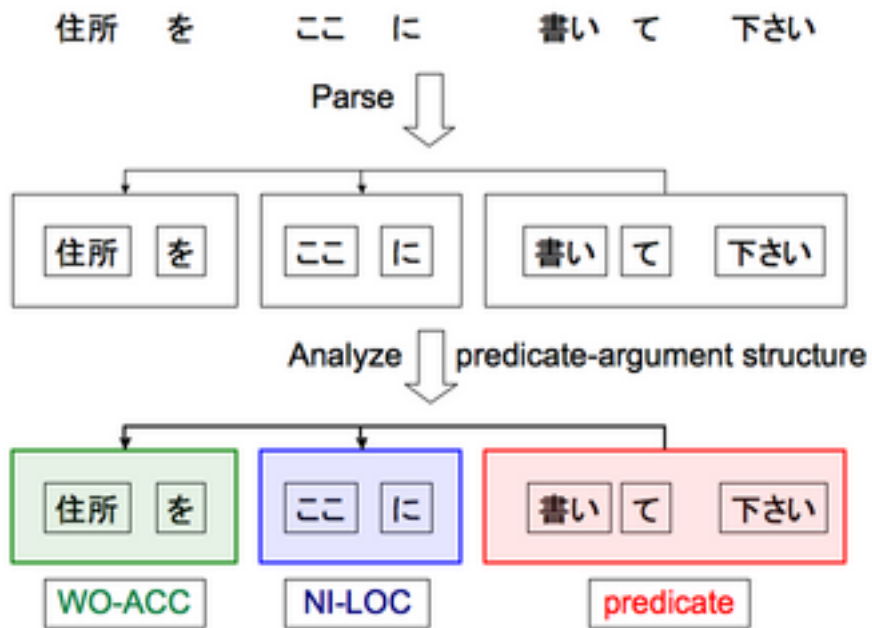 住所 を ここ に 書い て 下さい
Parse
住所 を ここ に 書い て 下さい
Analyze predicate-argument structure
住所 を ここ に 書い て 下さい
WO-ACC NI-LOC predicate